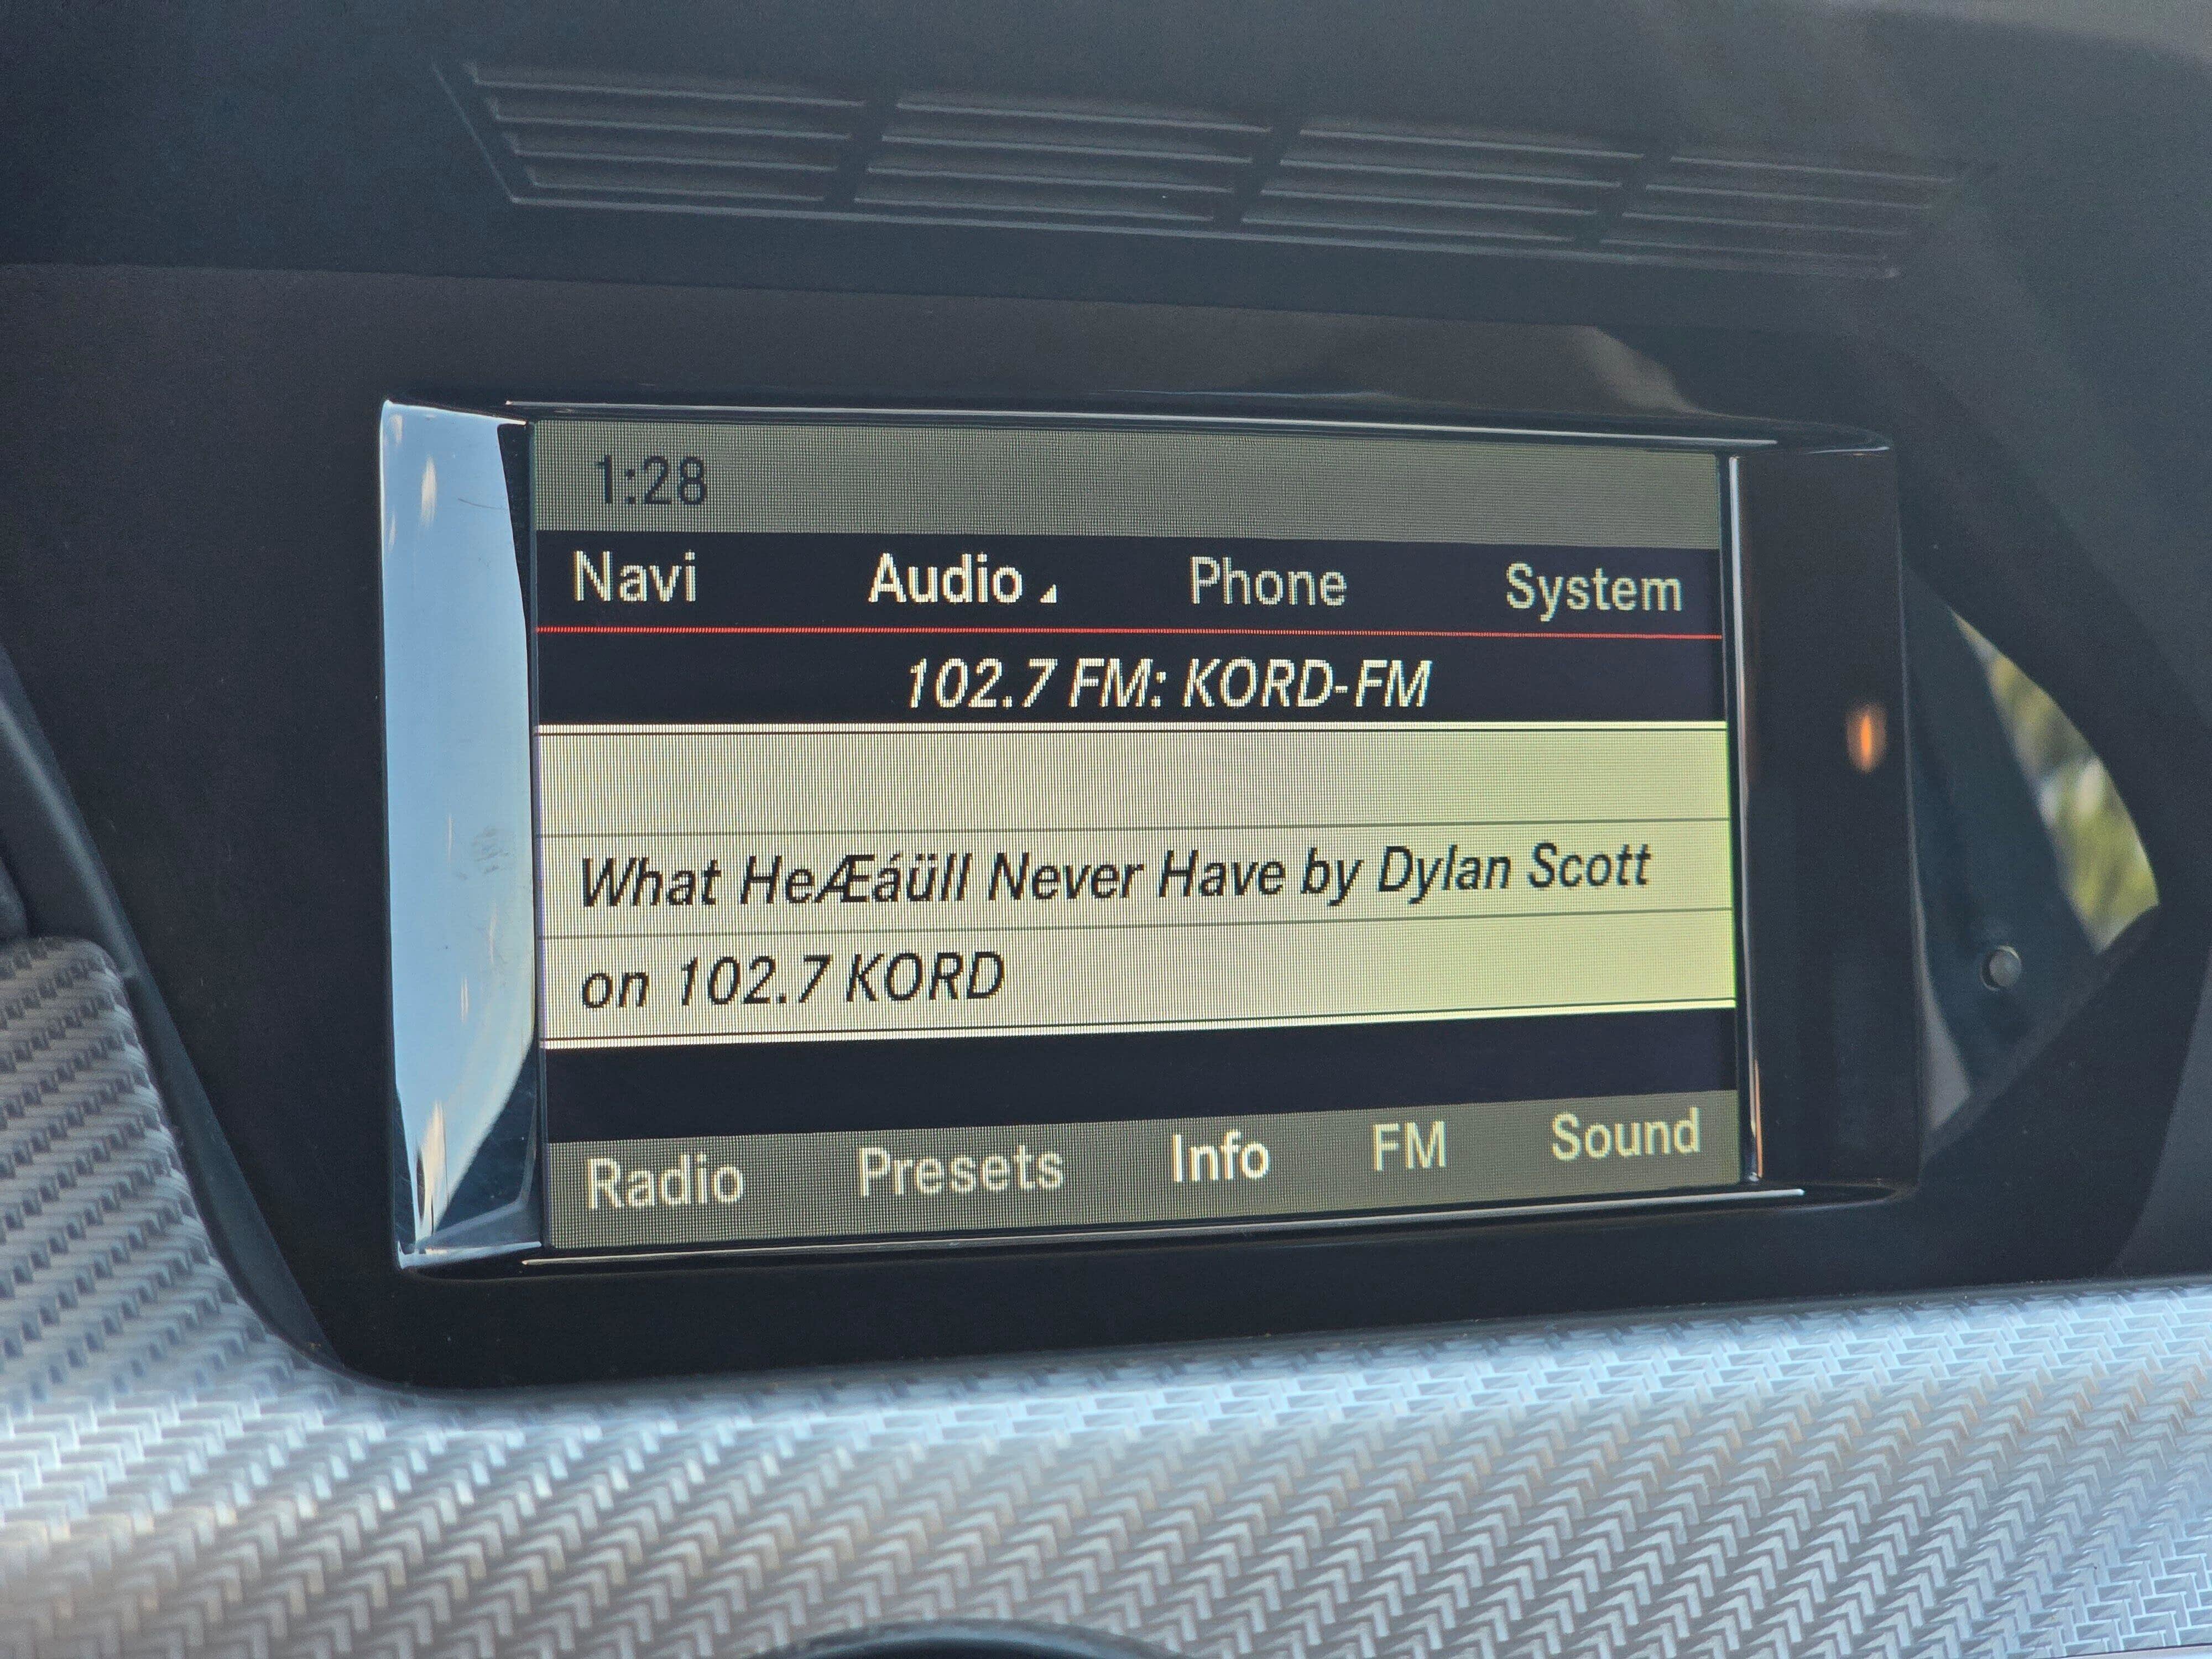 1:28
Navi Audio Phone System
102.7 FM: KORD-FM
What HeÆáüll Never Have by Dylan Scott
on 102.7 KORD
Radio Presets Info FM Sound